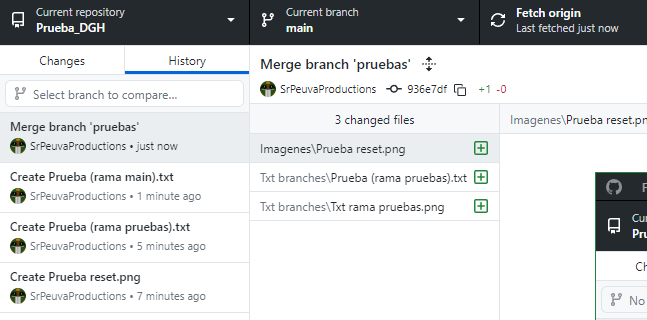 Current repository
Prueba_DGH
Current branch
main
Fetch origin
Last fetched just now
Changes
History
Select branch to compare...
Merge branch 'pruebas'
SrPeuvaProductions • just now
Create Prueba (rama main).txt
SrPeuvaProductions • 1 minute ago
Create Prueba (rama pruebas).txt
SrPeuvaProductions • 5 minutes ago
Create Prueba reset.png
SrPeuvaProductions • 7 minutes ago
Merge branch 'pruebas'
SrPeuvaProductions 936e7df +1 -0
3 changed files
Imagenes\Prueba reset.png
Txt branches\Prueba (rama pruebas).txt
Txt branches\Txt rama pruebas.png
Imagenes\Prueba reset.pn
Cur
Pru
Ch
No